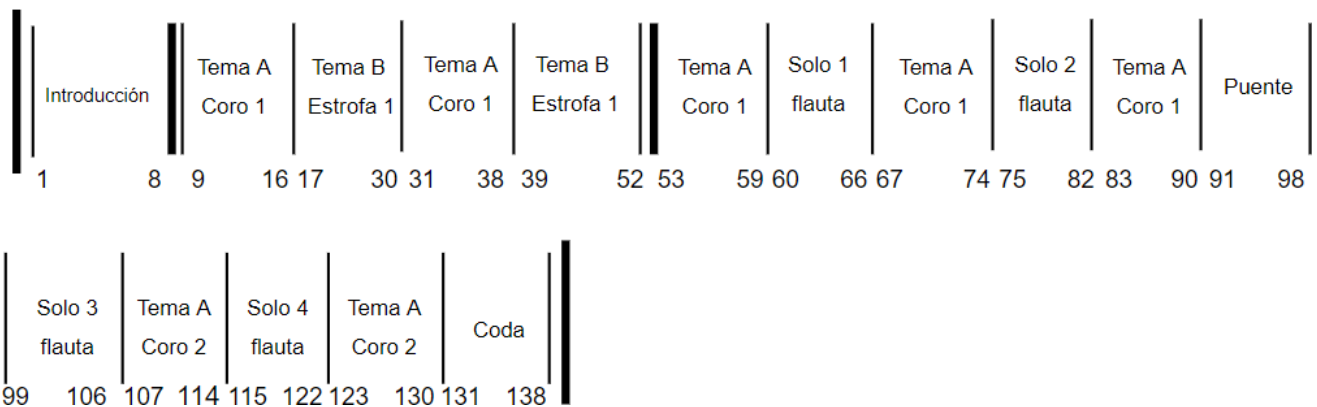 Introducción
Tema A
Coro 1
Tema B
Estrofa 1
Tema A
Coro 1
Tema B
Estrofa 1
Tema A
Coro 1
Solo 1
flauta
Tema A
Coro 1
Solo 2
flauta
Tema A
Coro 1
Puente
1 8 9 16 17 30 31 38 39 52 53 59 60 66 67 74 75 82 83 90 91 98
Solo 3
flauta
Tema A
Coro 2
Solo 4
flauta
Tema A
Coro 2
Coda
99 106 107 114 115 122 123 130 131 138